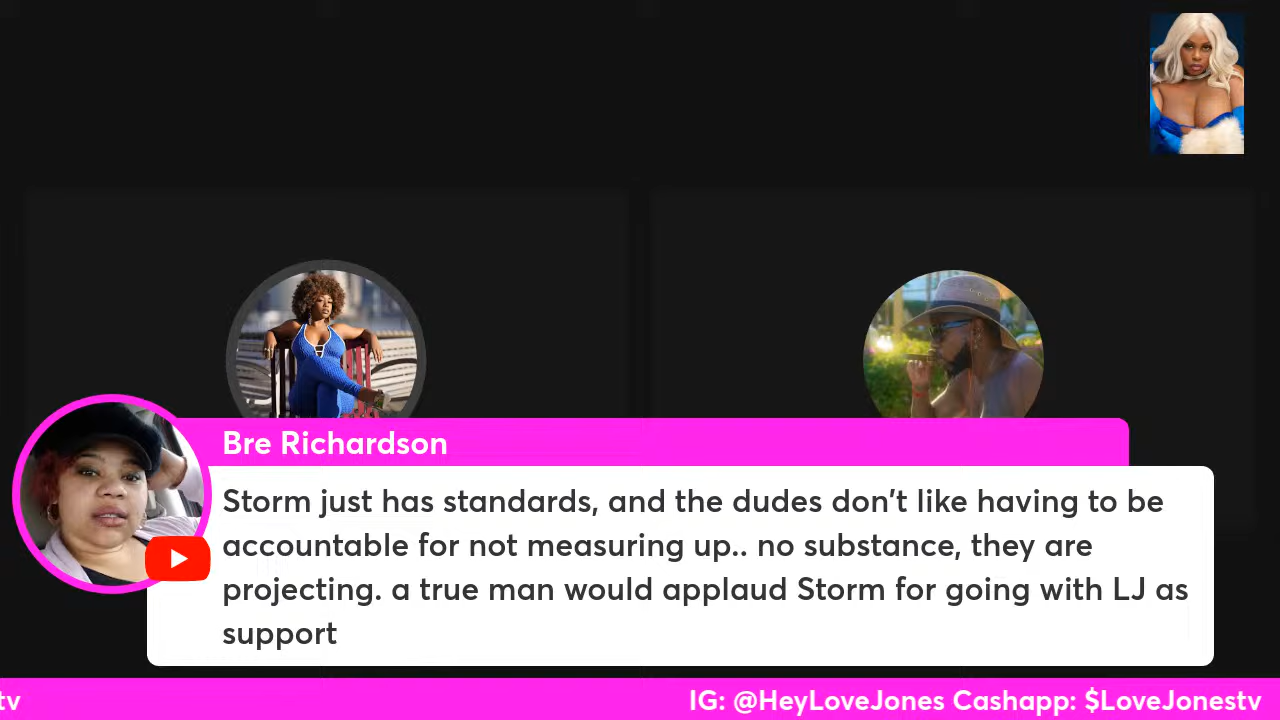 Bre Richardson
Storm just has standards, and the dudes don't like having to be
accountable for not measuring up.. no substance, they are
projecting. a true man would applaud Storm for going with LJ as
support
tv
IG: @HeyLoveJones Cashapp: $LoveJonestv